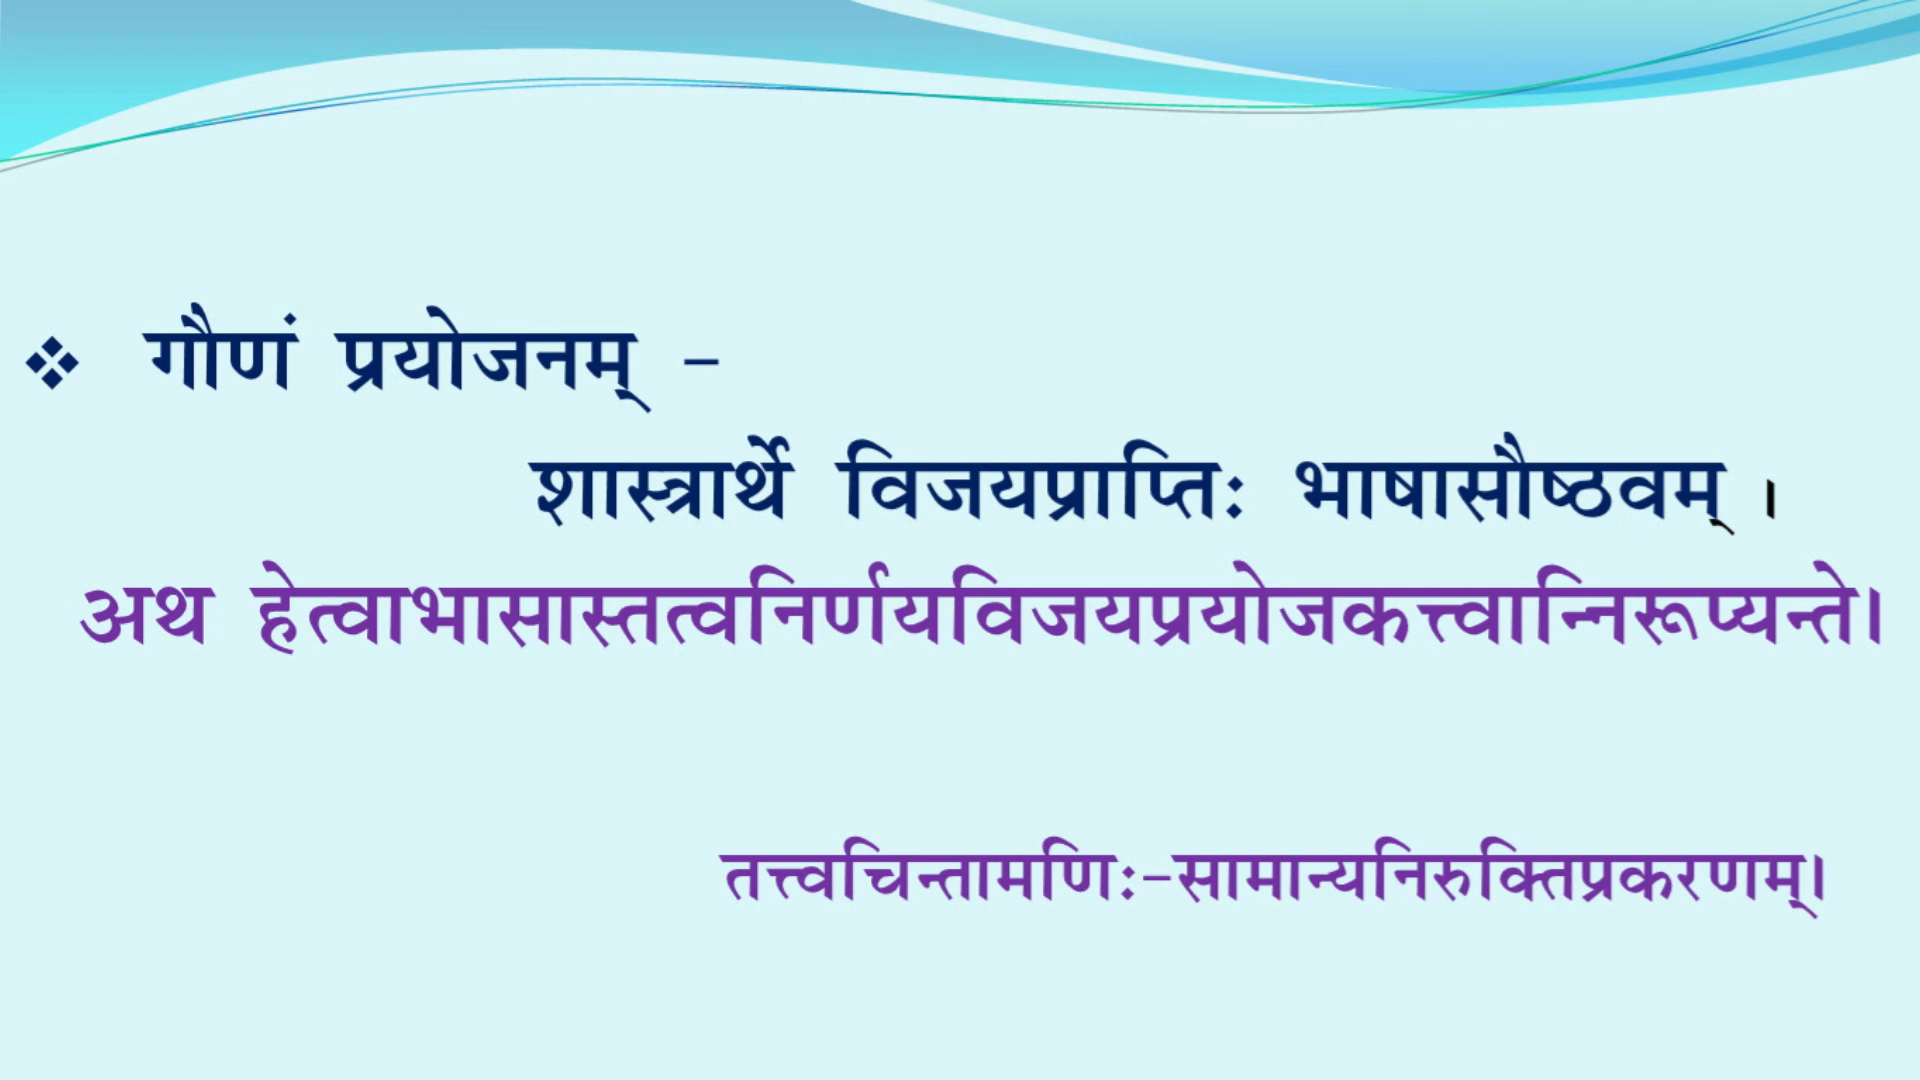 ❖ गौणं प्रयोजनम् -
शास्त्रार्थे विजयप्राप्तिः भाषासौष्ठवम् ।
अथ हेत्वाभासास्तत्वनिर्णयविजयप्रयोजकत्त्वान्निरूप्यन्ते।
तत्त्वचिन्तामणिः-सामान्यनिरुक्तिप्रकरणम्।